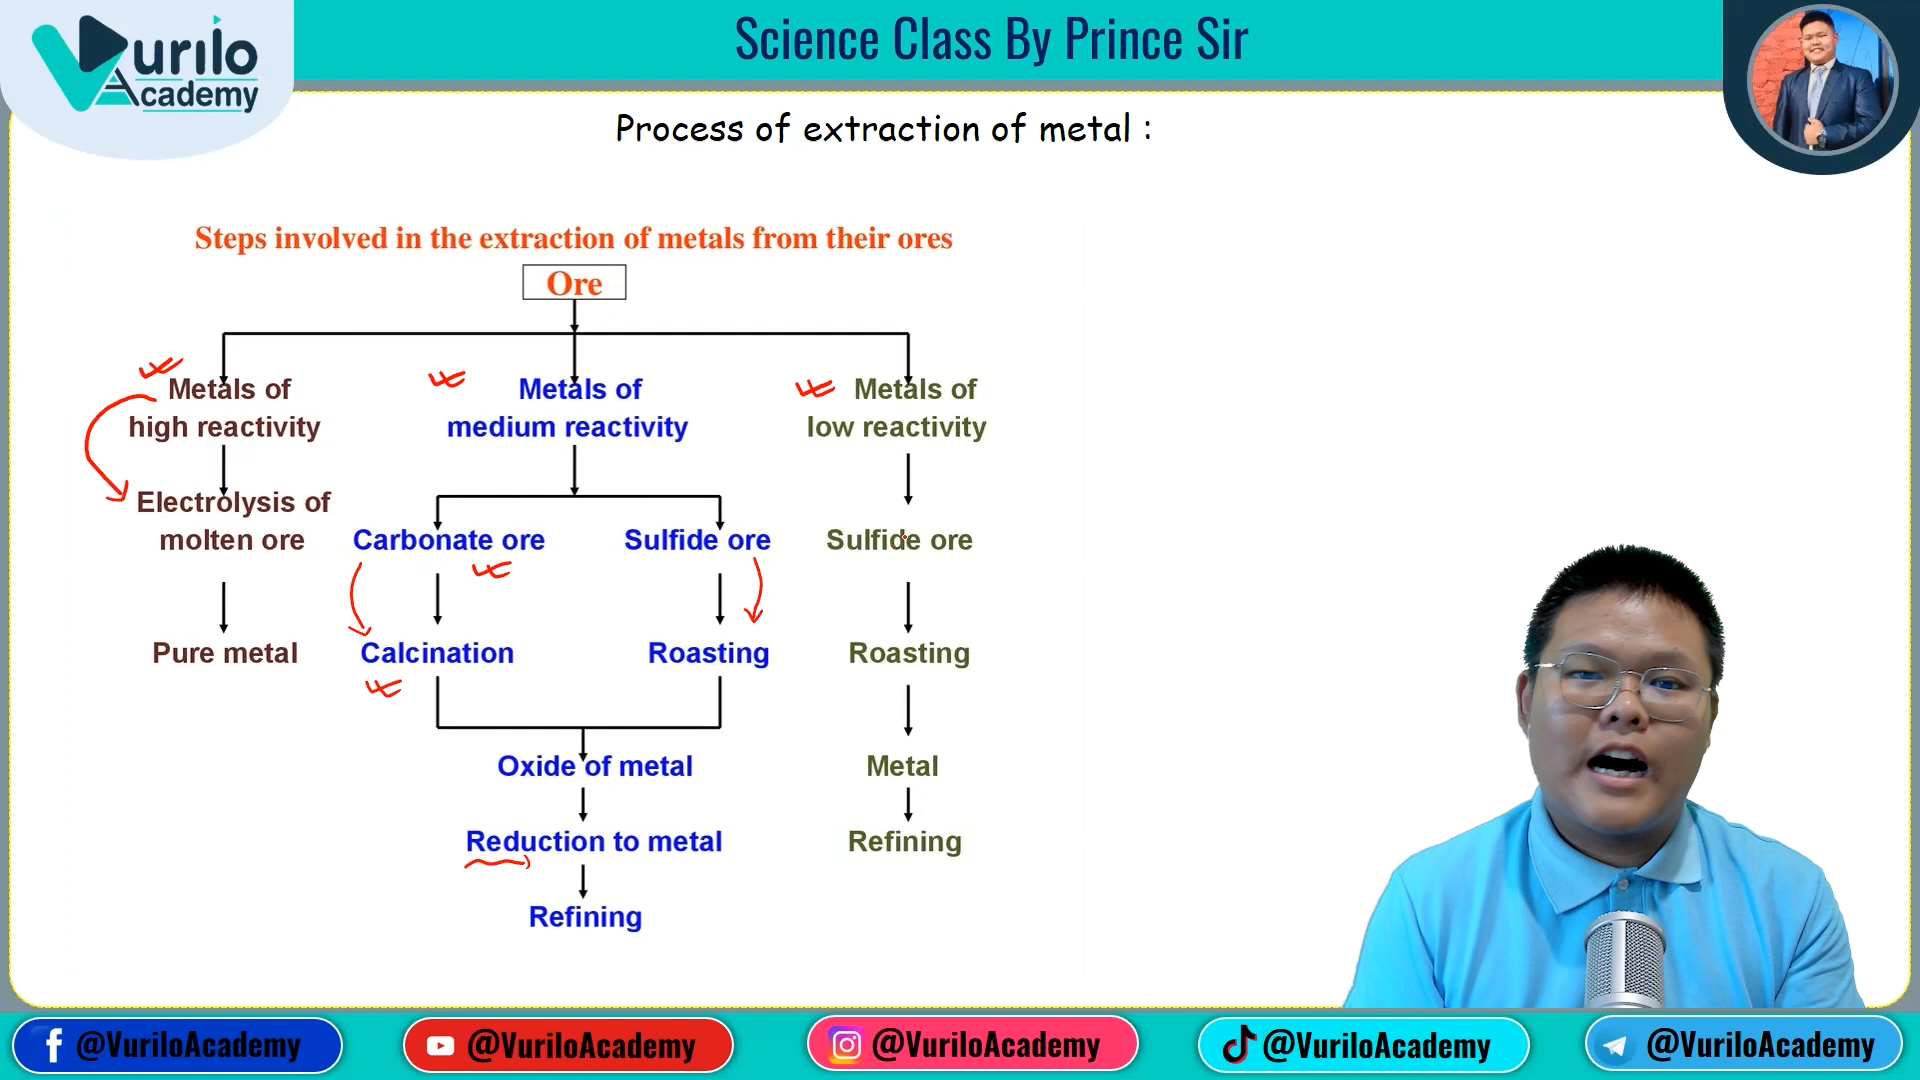 Vurilo
Academy
Science Class By Prince Sir
Process of extraction of metal :
Steps involved in the extraction of metals from their ores
Ore
Metals of
high reactivity
Metals of
medium reactivity
Metals of
low reactivity
Electrolysis of
molten ore
Carbonate ore
Sulfide ore
Sulfide ore
Pure metal
Calcination
Roasting
Roasting
Oxide of metal
Metal
Reduction to metal
Refining
Refining
@VuriloAcademy
@VuriloAcademy
@VuriloAcademy
@VuriloAcademy
@VuriloAcademy